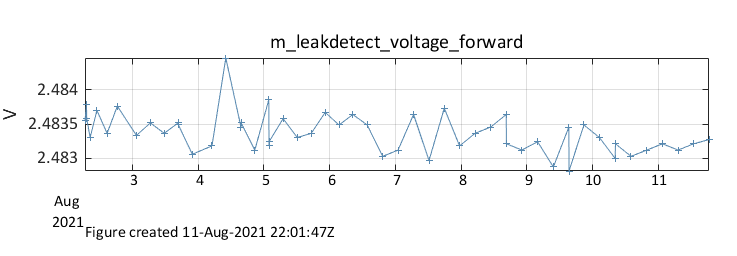 m_leakdetect_voltage_forward
V
2.484
2.4835
2.483
3 4 5 6 7 8 9 10 11
Aug
2021
Figure created 11-Aug-2021 22:01:47Z